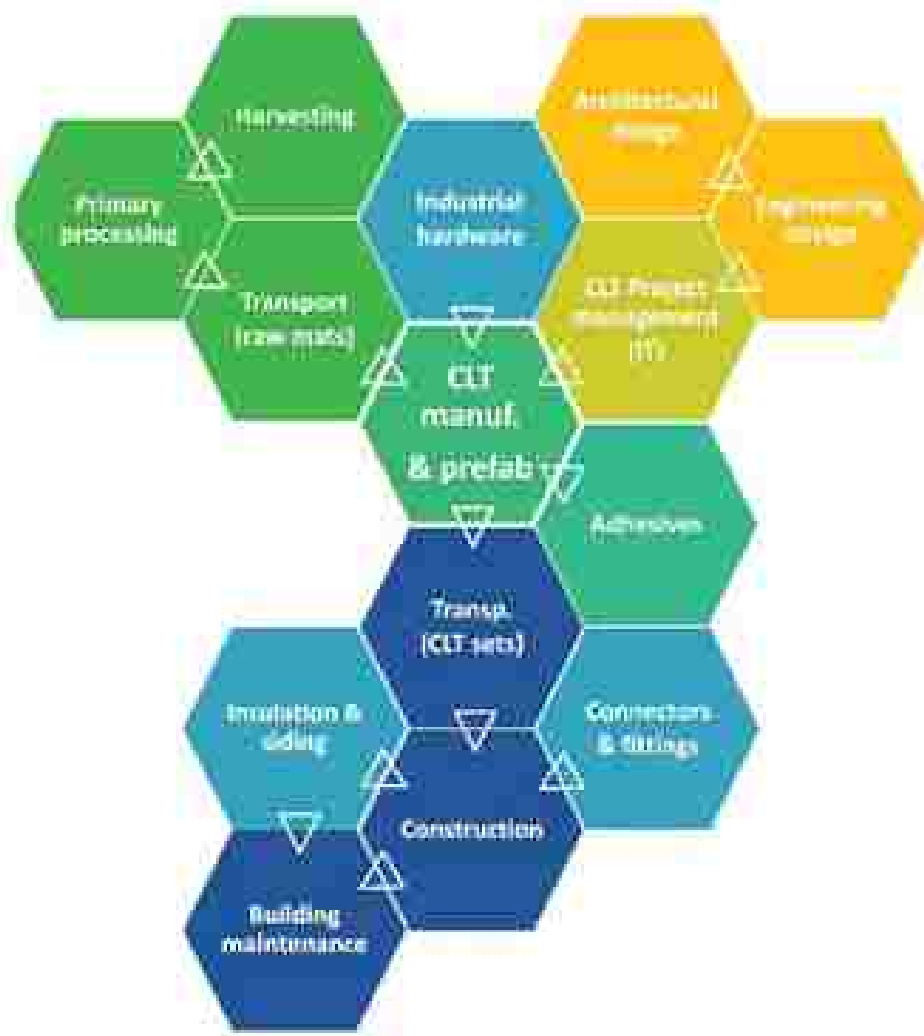 Harvesting
Architectural
design
Primary
processing
Industrial
hardware
Engineering
design
Transport
(raw mats)
CLT Project
management
(IT)
CLT
manuf.
& prefab
Adhesives
Transp.
(CLT sets)
Insulation &
siding
Connectors
& fittings
Construction
Building
maintenance